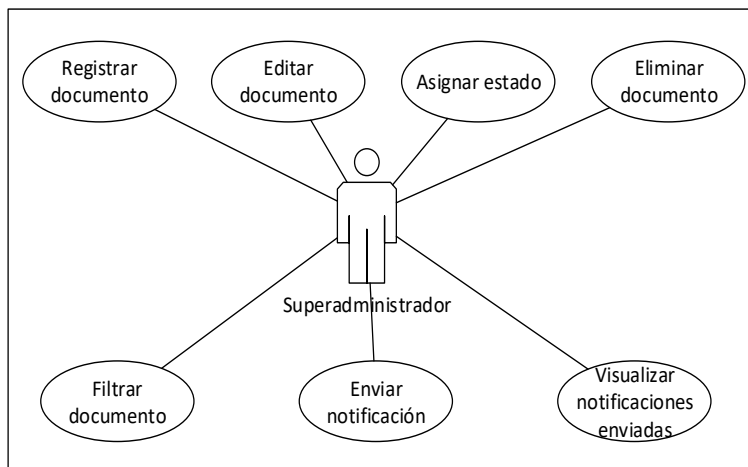 Registrar
documento
Editar
documento
Asignar estado
Eliminar
documento
Superadministrador
Filtrar
documento
Enviar
notificación
Visualizar
notificaciones
enviadas